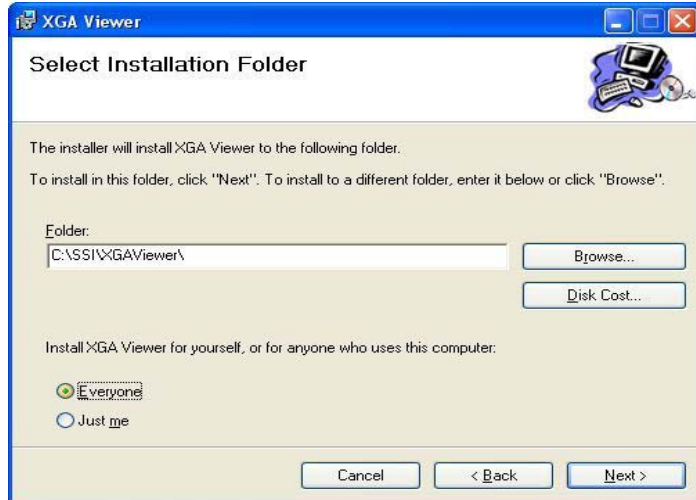 XGA Viewer
Select Installation Folder
The installer will install XGA Viewer to the following folder.
To install in this folder, click "Next". To install to a different folder, enter it below or click "Browse".
Folder:
C:\SSI\XGAViewer\
Browse...
Disk Cost...
Install XGA Viewer for yourself, or for anyone who uses this computer:
Everyone
Just me
Cancel
< Back
Next >